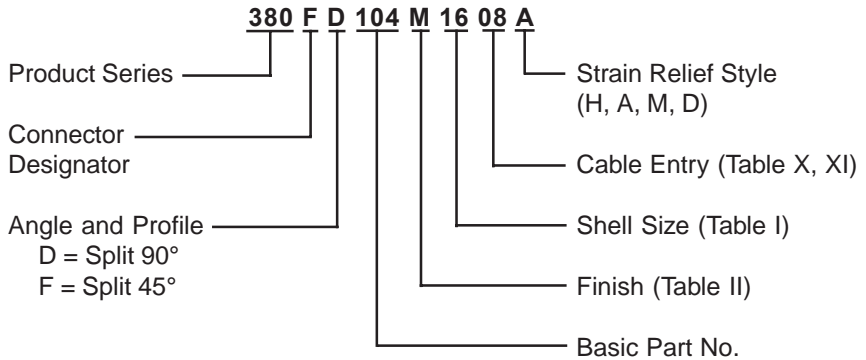 380 F D 104 M 16 08 A
Product Series
Connector
Designator
Angle and Profile
D = Split 90°
F = Split 45°
Strain Relief Style
(H, A, M, D)
Cable Entry (Table X, XI)
Shell Size (Table I)
Finish (Table II)
Basic Part No.